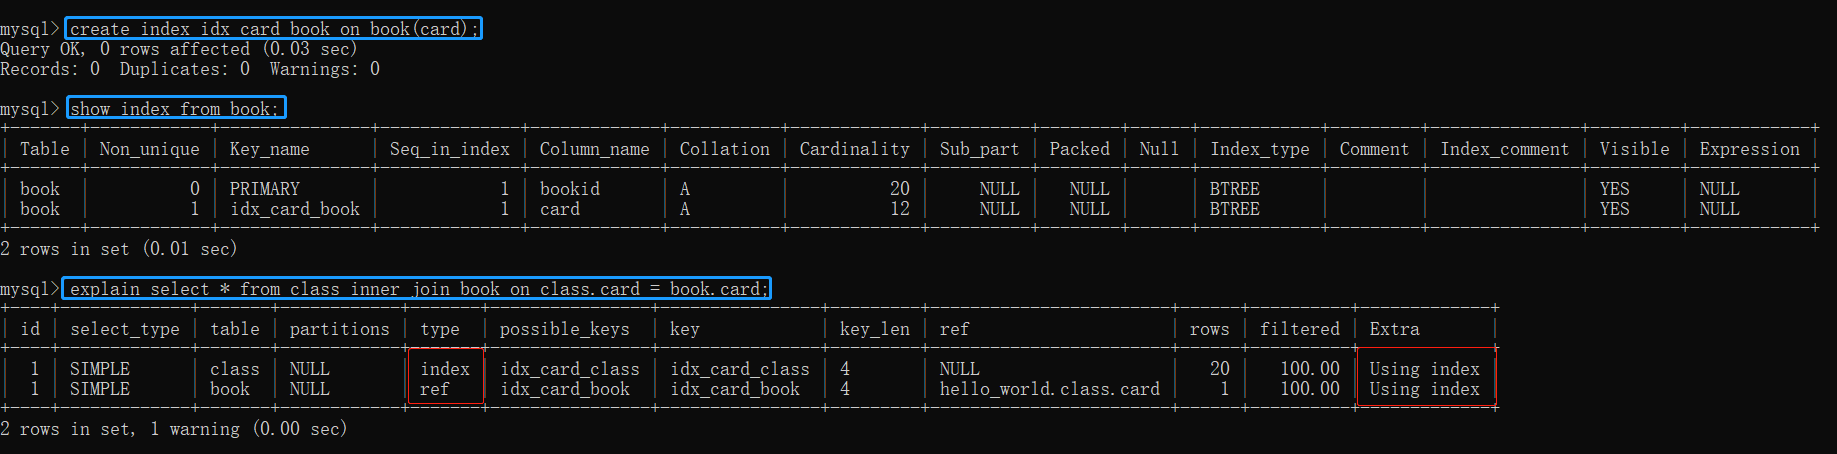 mysql> create index idx_card_book on book(card);
Query OK, 0 rows affected (0.03 sec)
Records: 0  Duplicates: 0  Warnings: 0
mysql> show index from book;
| Table | Non_unique | Key_name | Seq_in_index | Column_name | Collation | Cardinality | Sub_part | Packed | Null | Index_type | Comment | Index_comment | Visible | Expression |
| book | 0 | PRIMARY | 1 | bookid | A | 20 | NULL | NULL | | BTREE | | | YES | NULL |
| book | 1 | idx_card_book | 1 | card | A | 12 | NULL | NULL | | BTREE | | | YES | NULL |
2 rows in set (0.01 sec)
mysql> explain select * from class inner join book on class.card = book.card;
| id | select_type | table | partitions | type | possible_keys | key | key_len | ref | rows | filtered | Extra |
| 1 | SIMPLE | class | NULL | index | idx_card_class | idx_card_class | 4 | NULL | 20 | 100.00 | Using index |
| 1 | SIMPLE | book | NULL | ref | idx_card_book | idx_card_book | 4 | hello_world.class.card | 1 | 100.00 | Using index |
2 rows in set, 1 warning (0.00 sec)